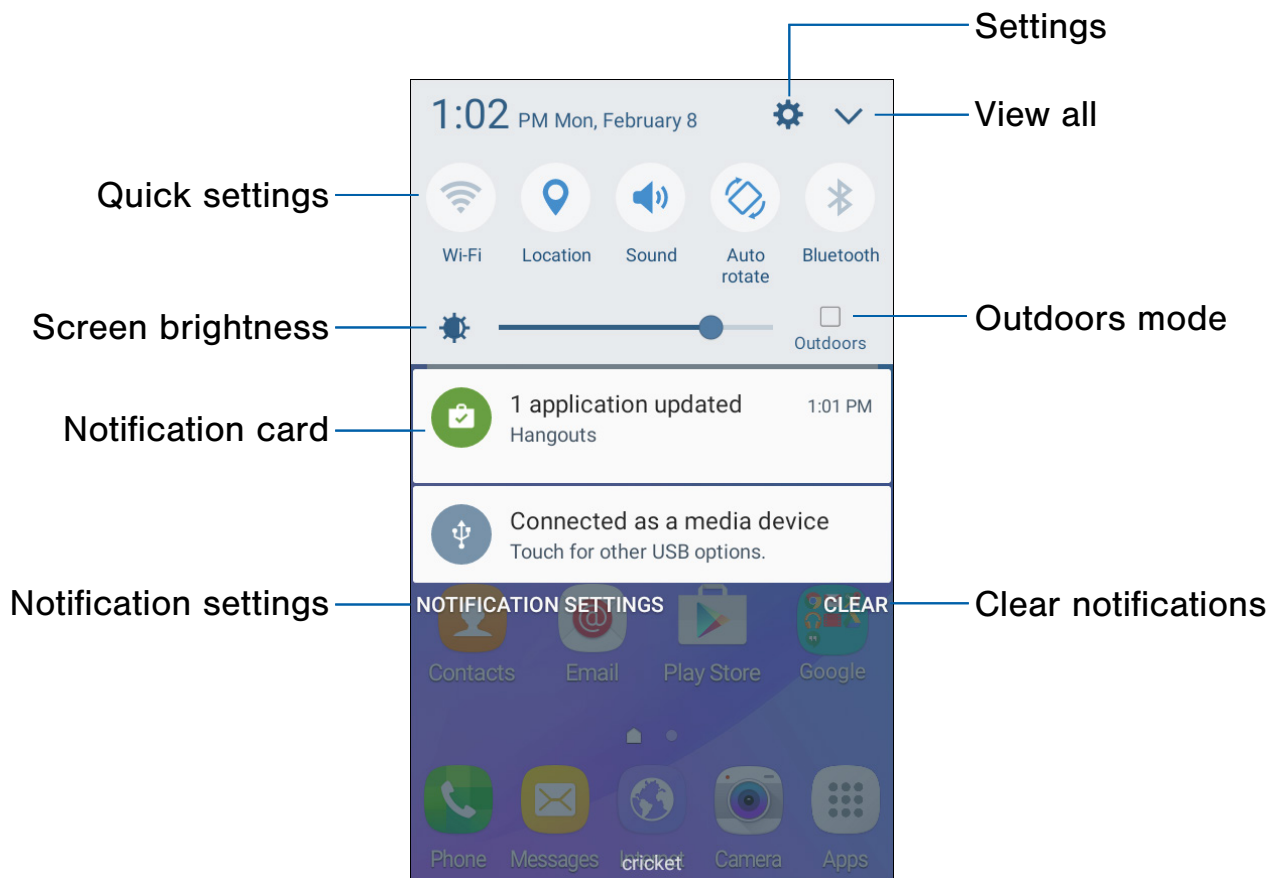 Settings
1:02 PM Mon, February 8
View all
Quick settings
Wi-Fi
Location
Sound
Auto
rotate
Bluetooth
Screen brightness
Outdoors
Outdoors mode
Notification card
1 application updated
1:01 PM
Hangouts
Connected as a media device
Touch for other USB options.
Notification settings
NOTIFICATION SETTINGS
CLEAR
Clear notifications
Contacts
Email
Play Store
Google
Phone
Messages
Internet
cricket
Camera
Apps